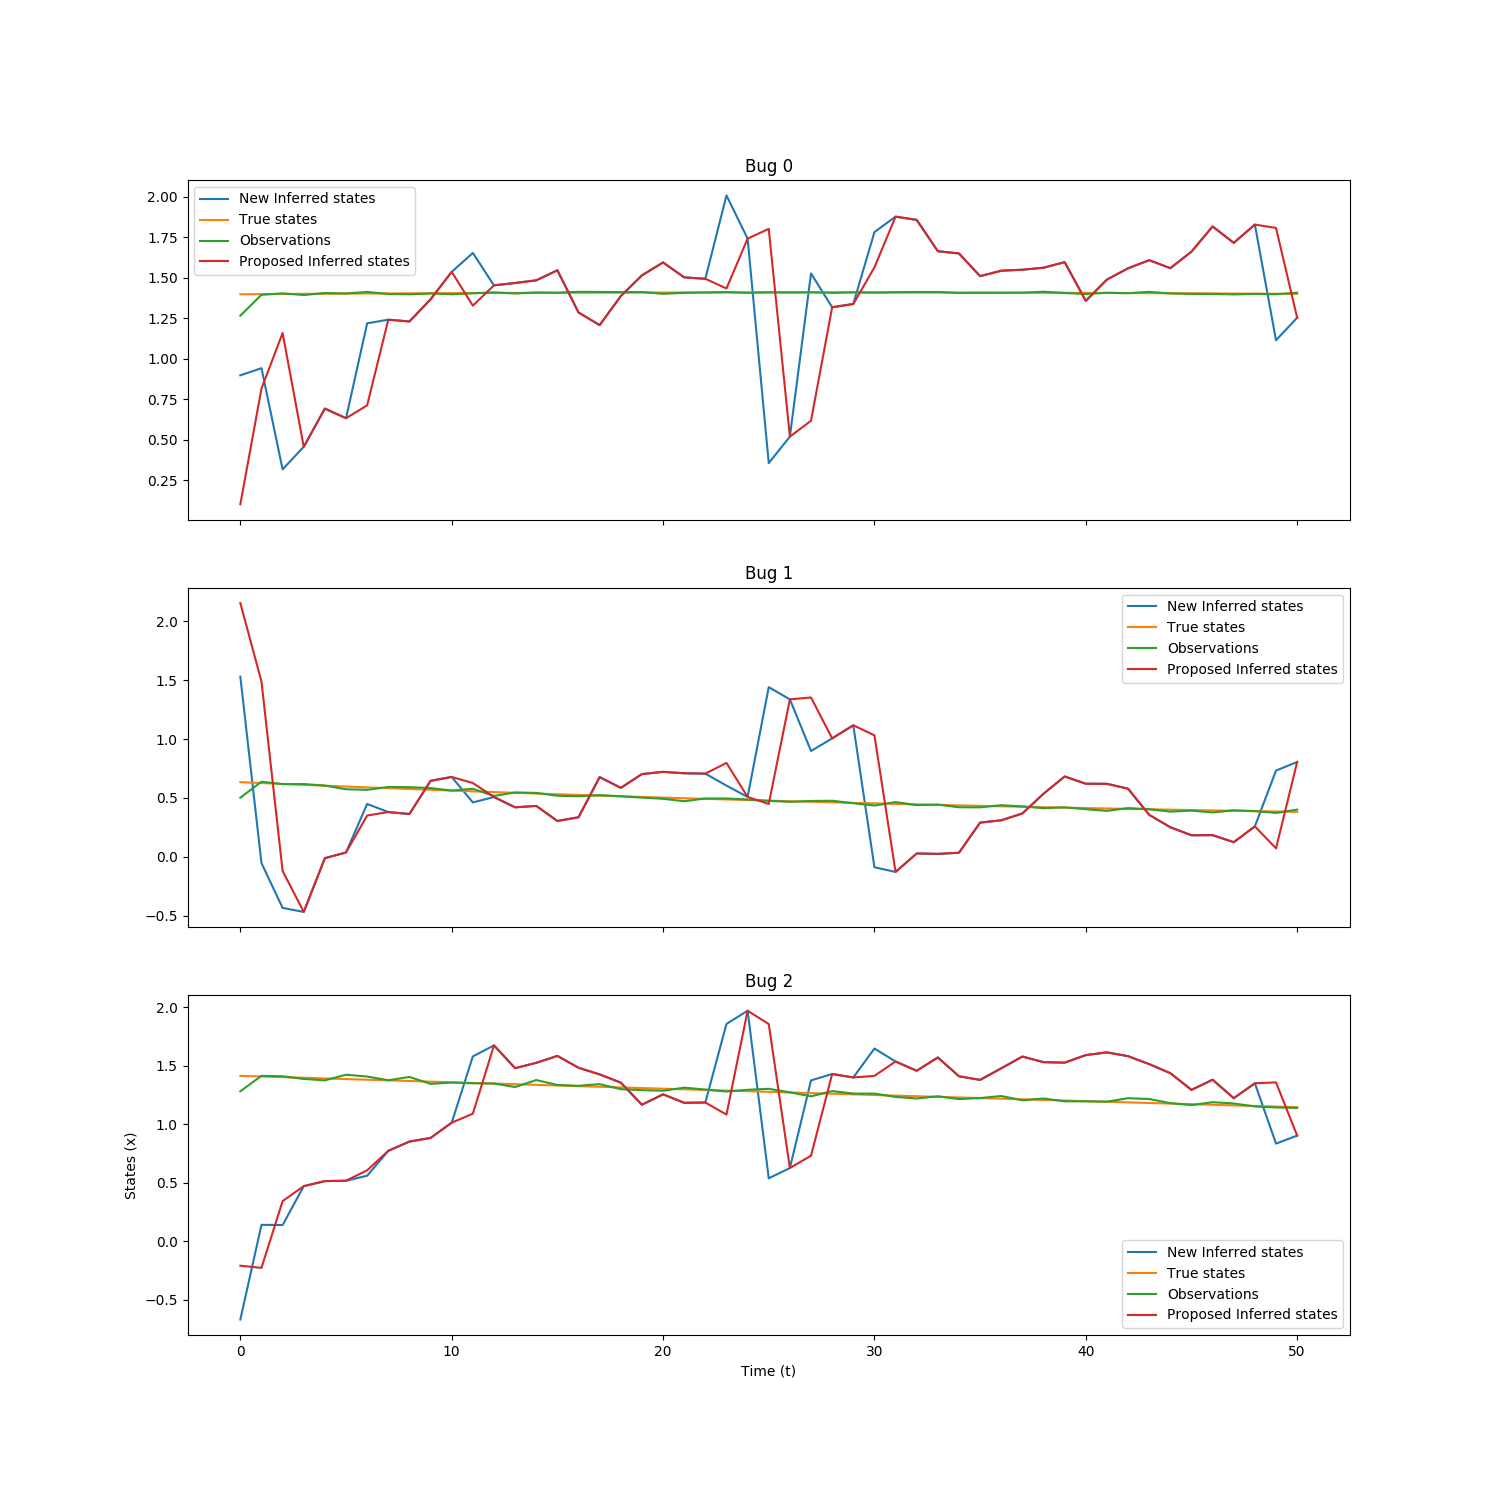 Bug 0
2.00
1.75
1.50
1.25
1.00
0.75
0.50
0.25
New Inferred states
True states
Observations
Proposed Inferred states
Bug 1
2.0
1.5
1.0
0.5
0.0
−0.5
New Inferred states
True states
Observations
Proposed Inferred states
Bug 2
States (x)
2.0
1.5
1.0
0.5
0.0
−0.5
New Inferred states
True states
Observations
Proposed Inferred states
0 10 20 30 40 50
Time (t)